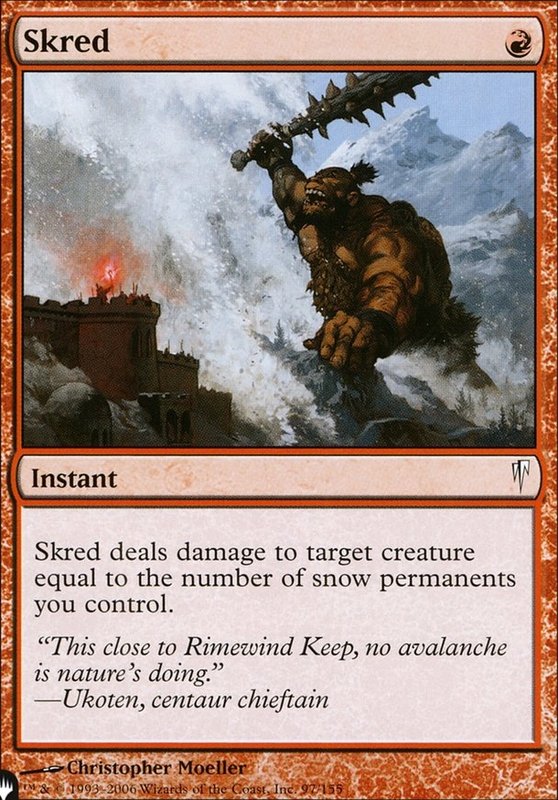 Skred
Instant
Skred deals damage to target creature
equal to the number of snow permanents
you control.
“This close to Rimewind Keep, no avalanche
is nature’s doing.”
—Ukoten, centaur chieftain
Christopher Moeller
™ & © 1993–2006 Wizards of the Coast, Inc. 97/155